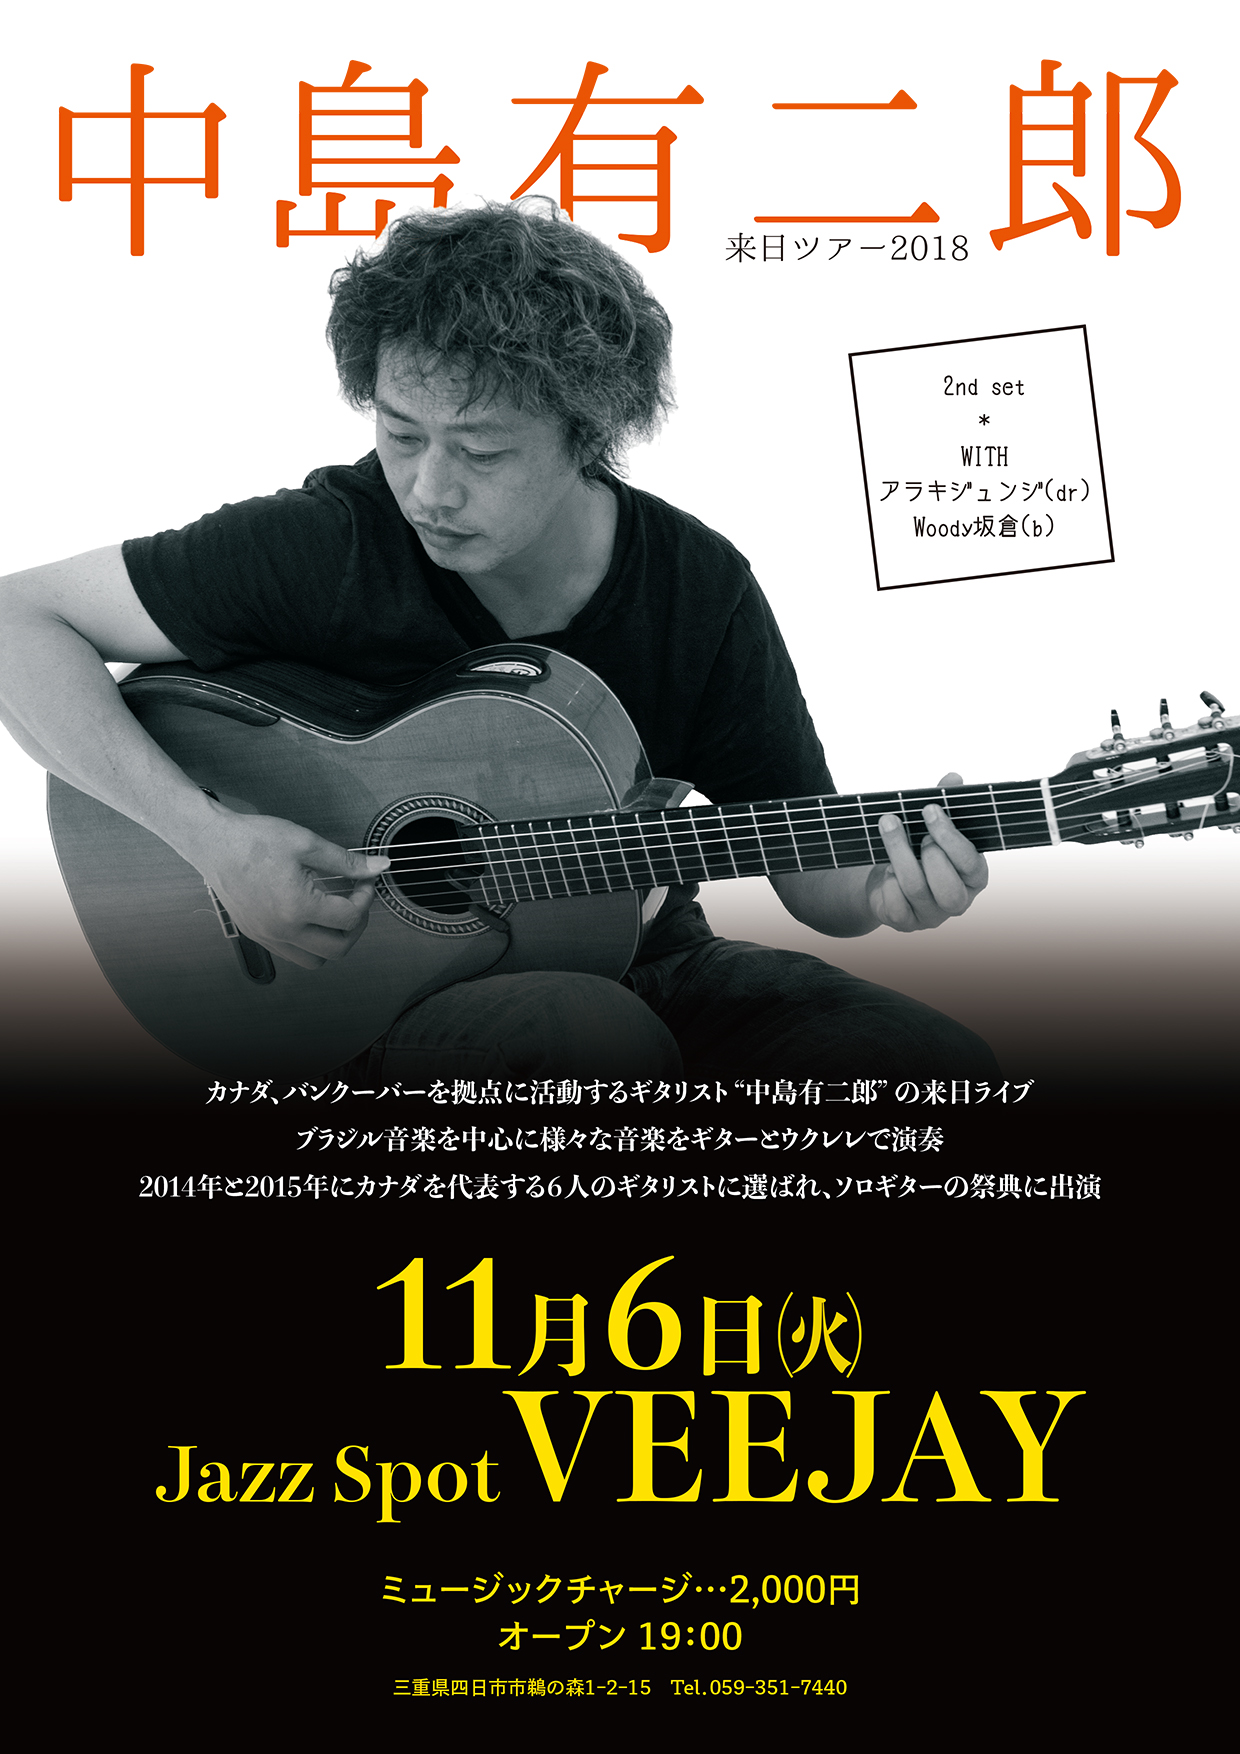 中島有二郎
来日ツアー2018
2nd set
*
WITH
アラキジュンジ(dr)
Woody坂倉(b)
カナダ、バンクーバーを拠点に活動するギタリスト“中島有二郎”の来日ライブ
ブラジル音楽を中心に様々な音楽をギターとウクレレで演奏
2014年と2015年にカナダを代表する6人のギタリストに選ばれ、ソロギターの祭典に出演
11月6日(火)
Jazz Spot VEEJAY
ミュージックチャージ…2,000円
オープン 19:00
三重県四日市市鵜の森1-2-15　Tel.059-351-7440